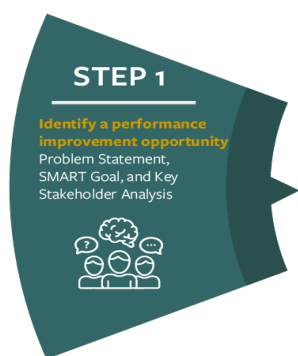 STEP 1
Identify a performance
improvement opportunity
Problem Statement,
SMART Goal, and Key
Stakeholder Analysis
?
...